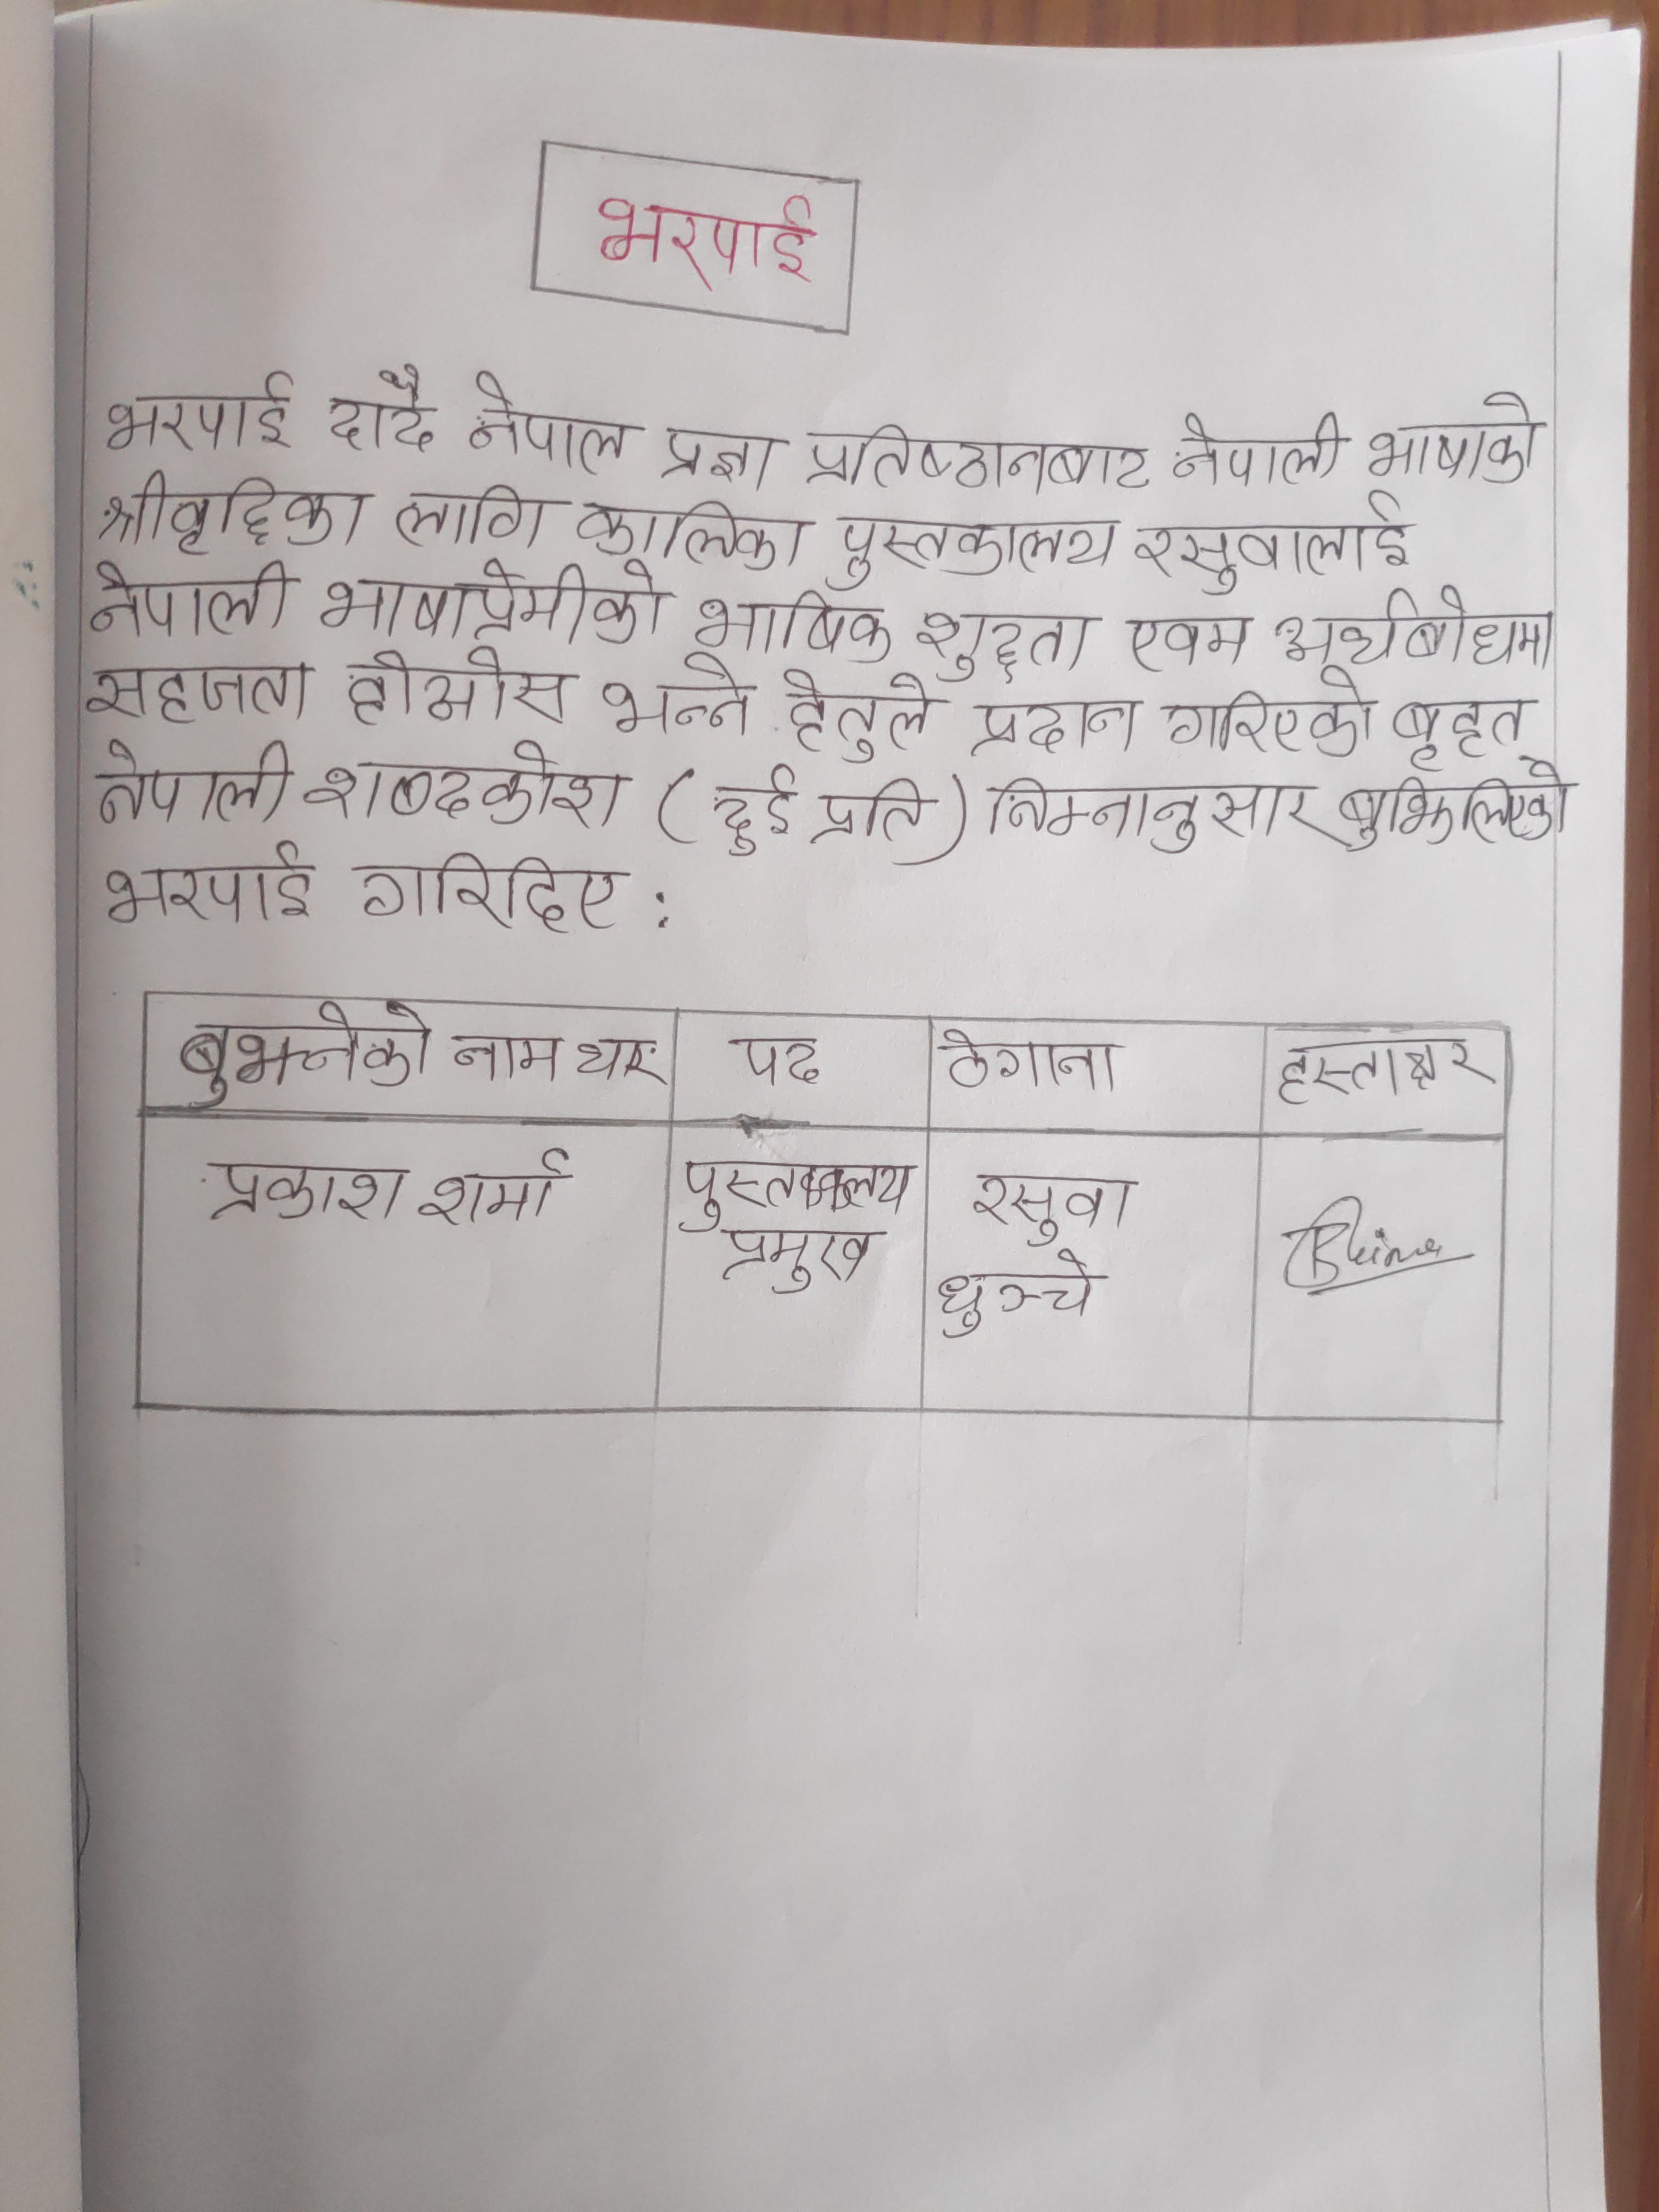 भरपाई
भरपाई दादै नेपाल प्रज्ञा प्रतिष्ठानबाट नेपाली भाषाको
श्रीवृद्दिका लागि कालिका पुस्तकालय रसुवालाई
नेपाली भाषाप्रेमीको भाषिक शुद्दता एवम अर्थबोधमा
सहजता होओस भन्ने हेतुले प्रदान गरिएको बृहत
नेपाली शब्दकोश (दुई प्रति) निम्नानुसार बुझिलिएको
भरपाई गरिदिए :
बुझ्नेको नाम थर पद ठेगाना हस्ताक्षर
प्रकाश शर्मा पुस्तकालय रसुवा
प्रमुख धुञ्चे